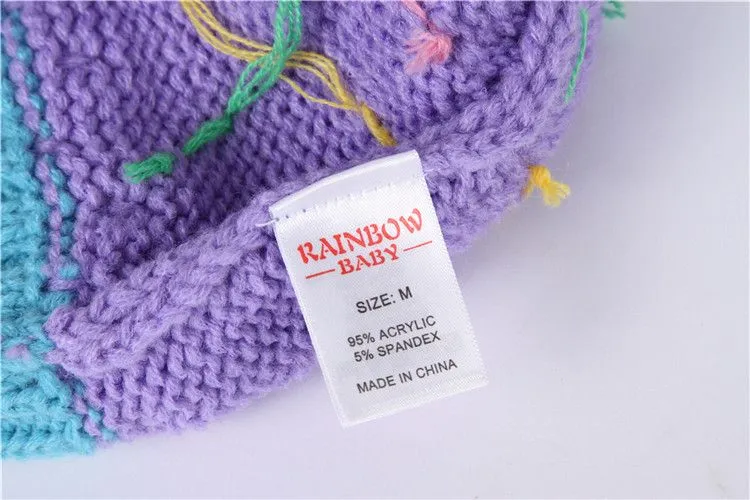 RAINBOW
BABY
SIZE: M
95% ACRYLIC
5% SPANDEX
MADE IN CHINA